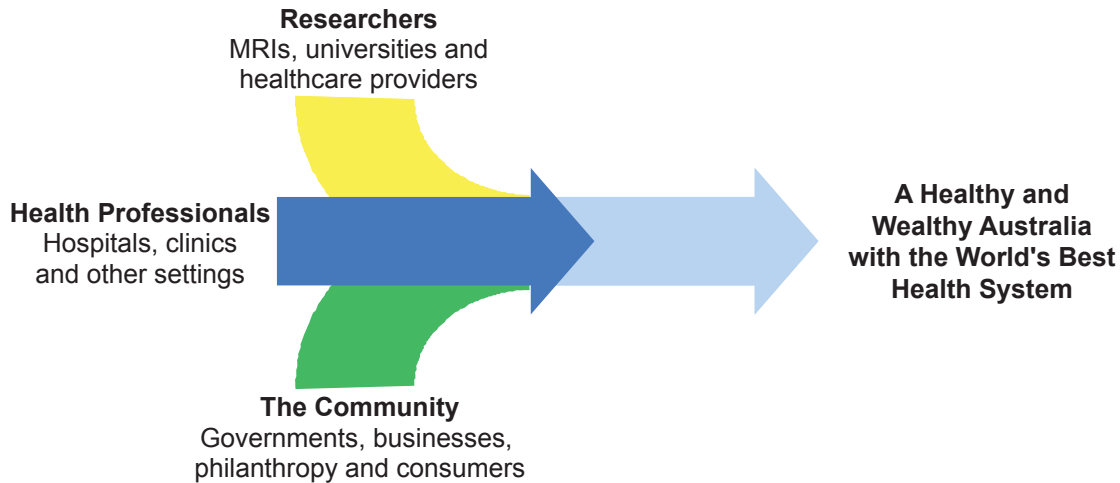 Researchers
MRIs, universities and
healthcare providers
Health Professionals
Hospitals, clinics
and other settings
A Healthy and
Wealthy Australia
with the World's Best
Health System
The Community
Governments, businesses,
philanthropy and consumers